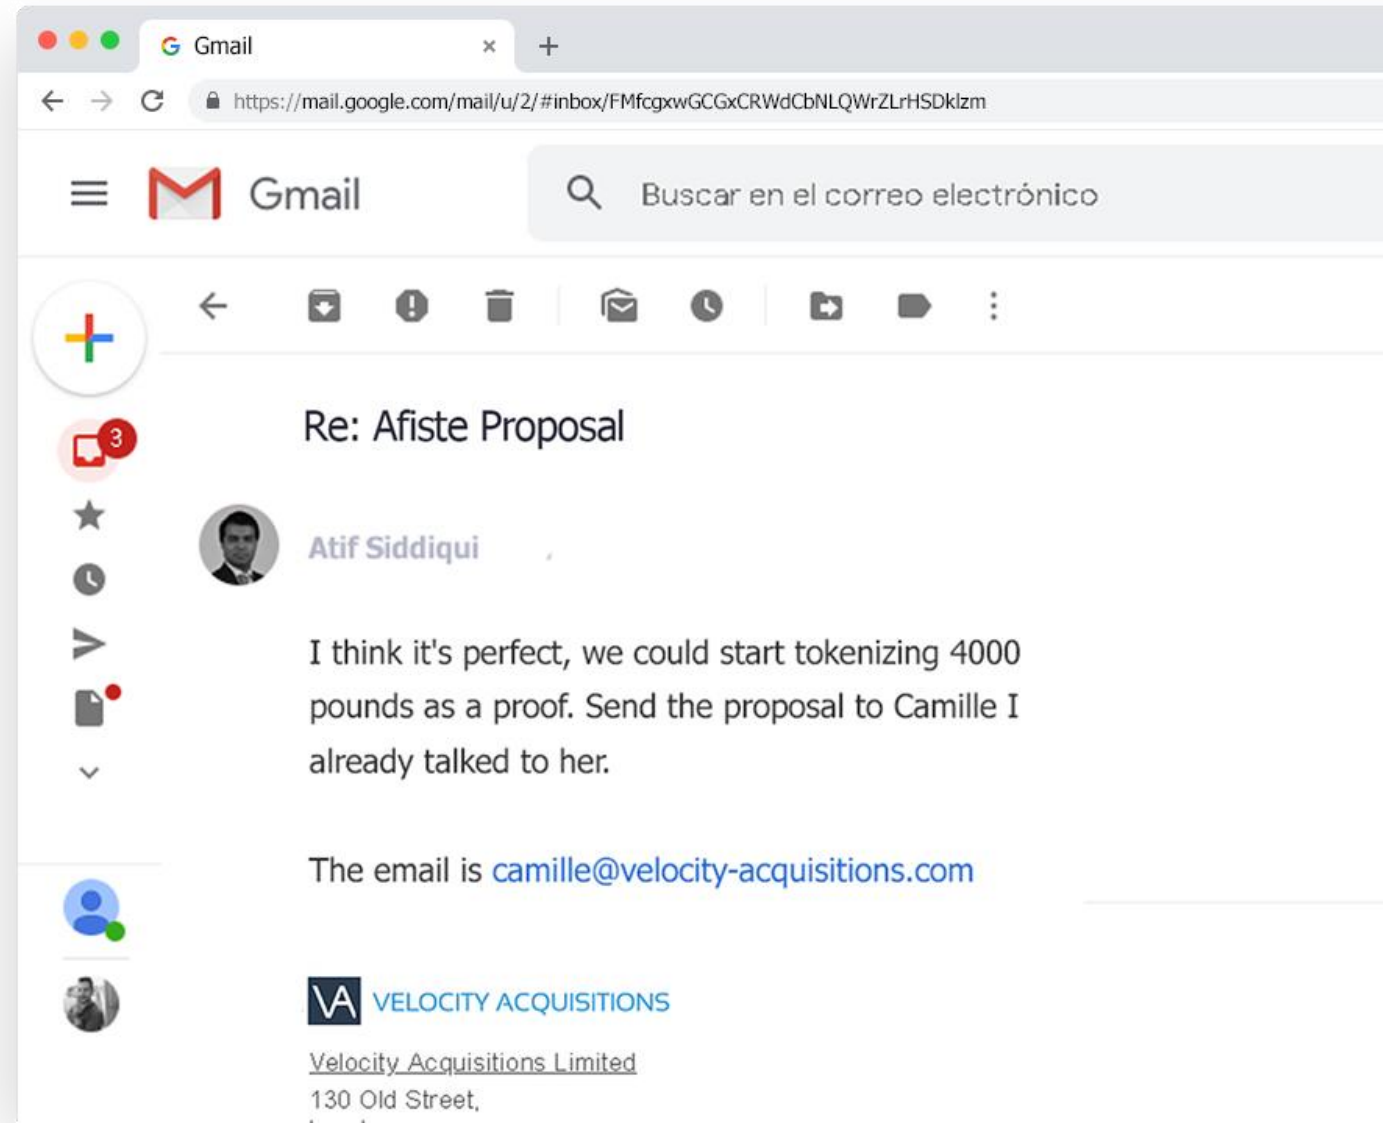 Gmail
https://mail.google.com/mail/u/2/#inbox/FMfcgxwGCGxCRWdCbNLQWrZLrHSDklzm
Gmail
Buscar en el correo electrónico
Re: Afiste Proposal
3
Atif Siddiqui
I think it's perfect, we could start tokenizing 4000
pounds as a proof. Send the proposal to Camille I
already talked to her.
The email is camille@velocity-acquisitions.com
VA VELOCITY ACQUISITIONS
Velocity Acquisitions Limited
130 Old Street,